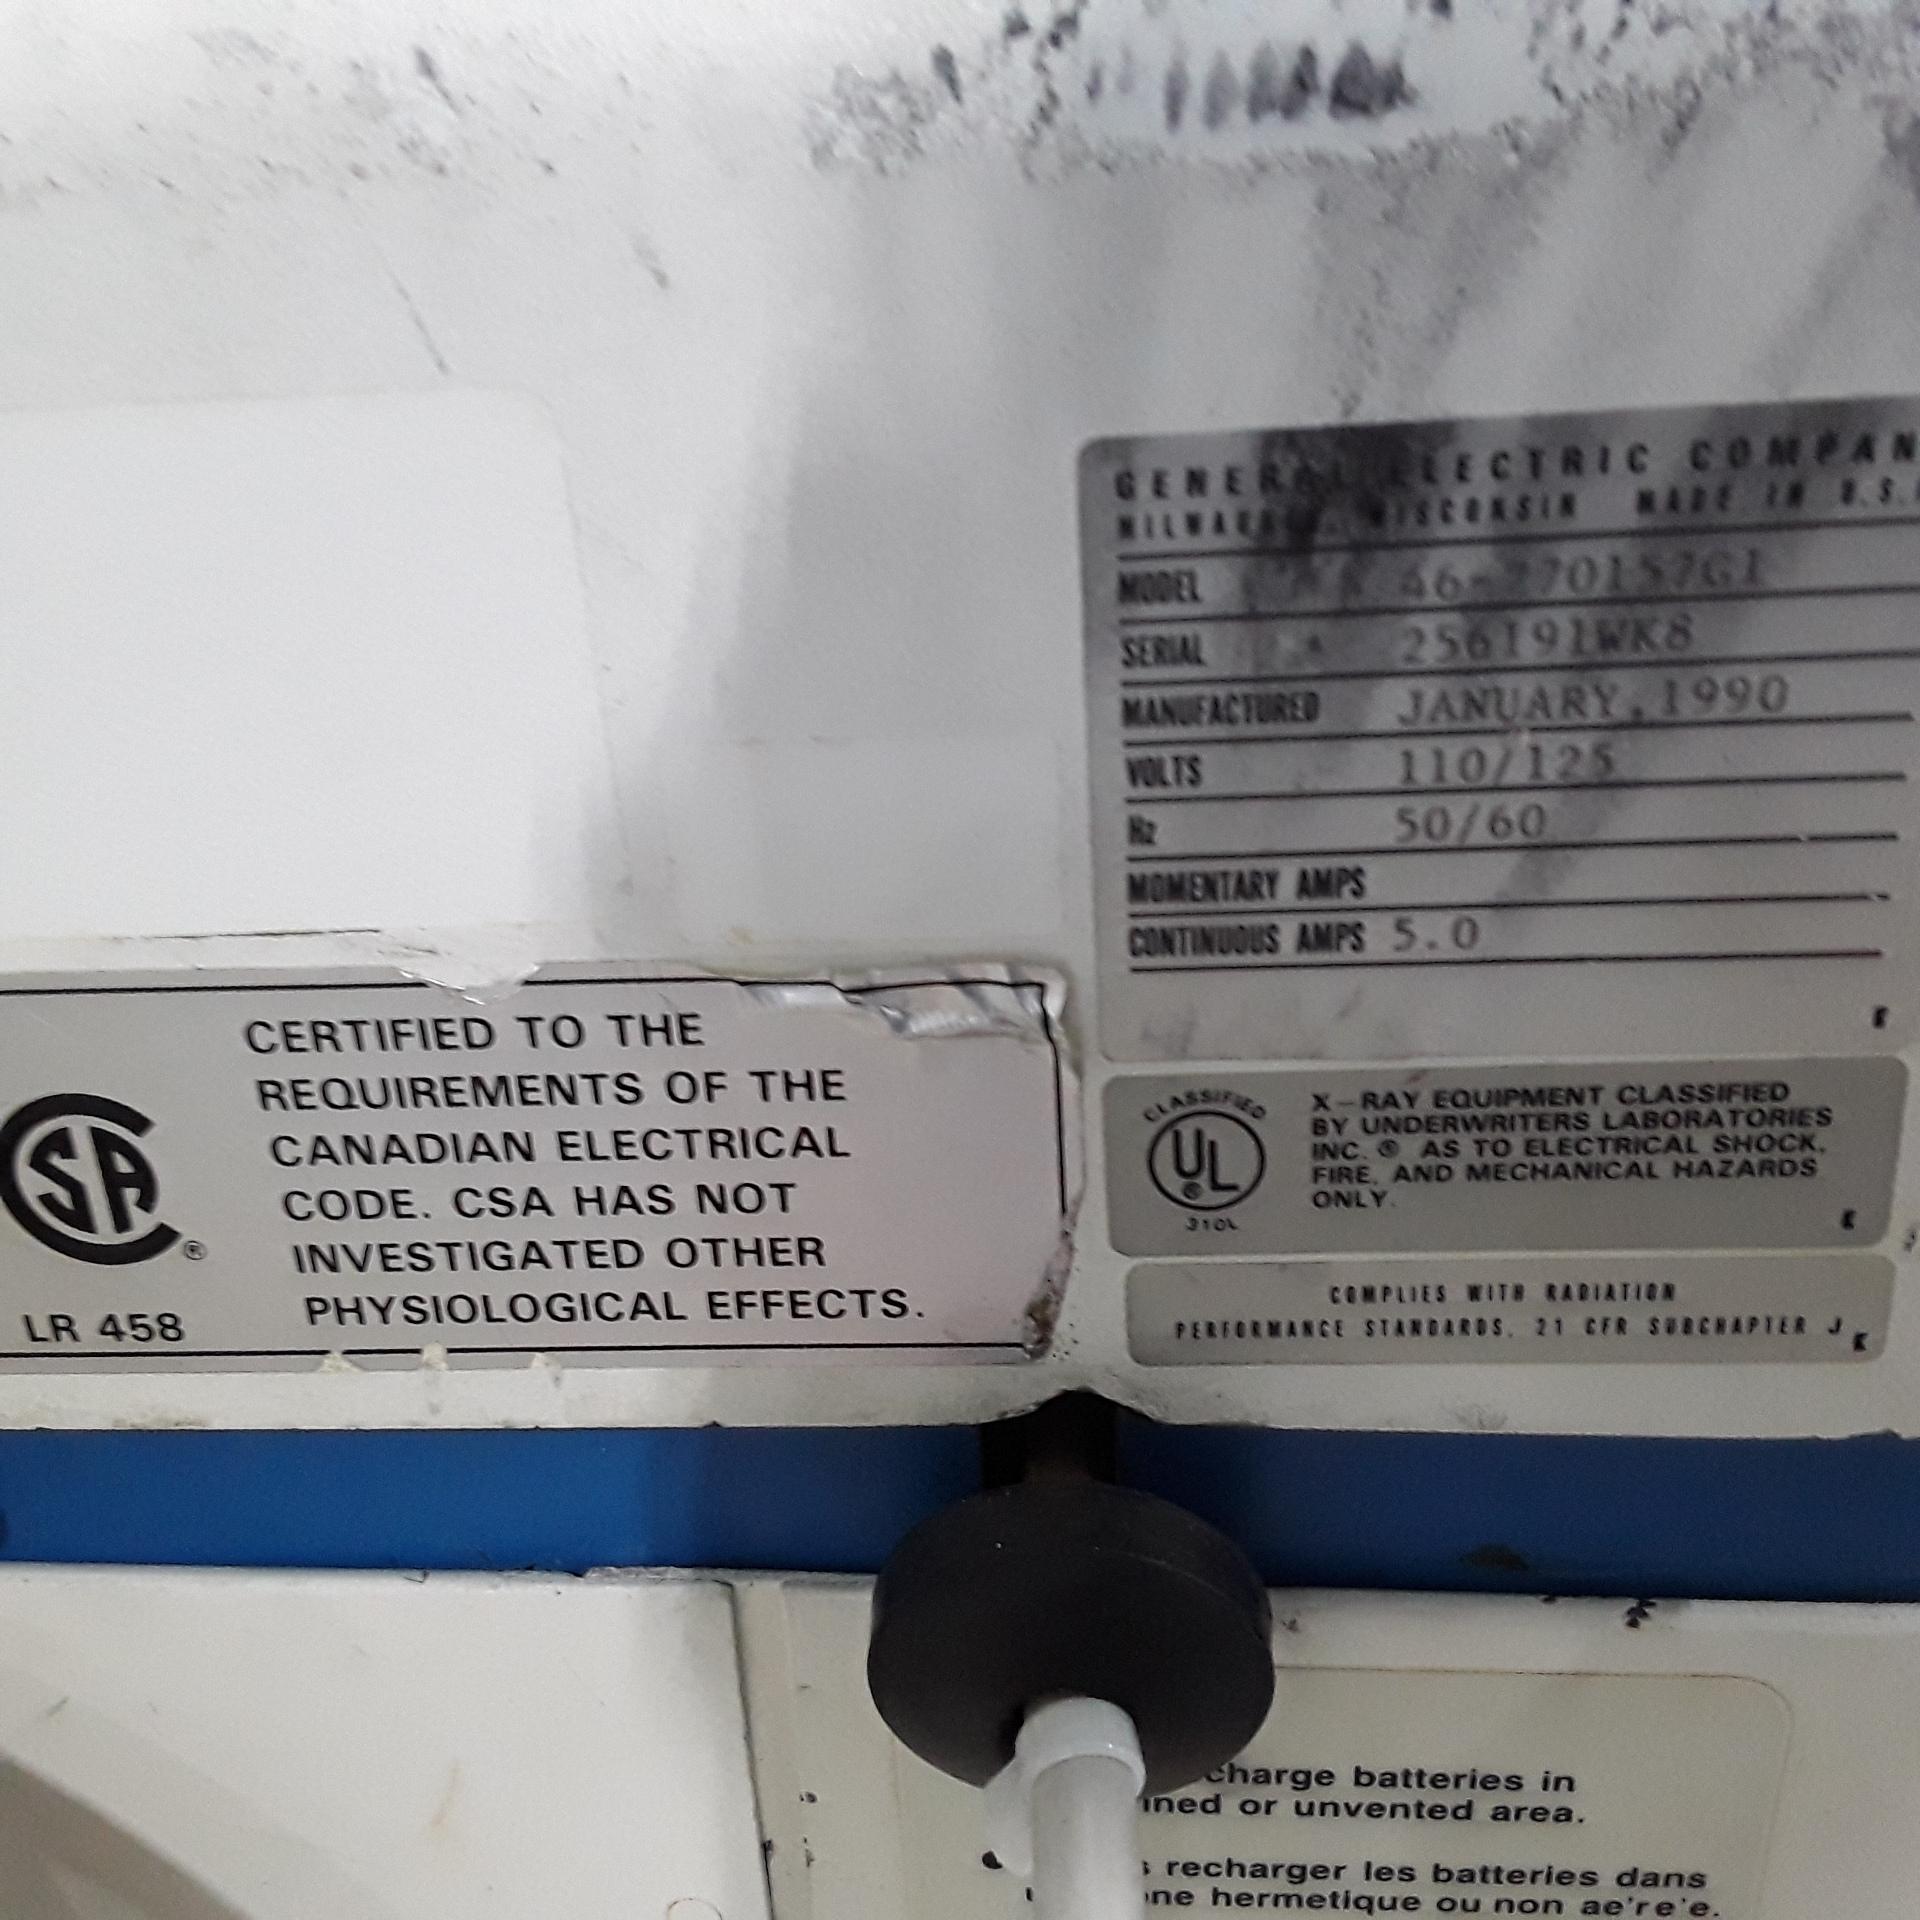 GENERAL ELECTRIC COMPAN
WISCONSIN MADE IN U.S.
MODEL 46-270157G1
SERIAL 256191WK8
MANUFACTURED JANUARY, 1990
VOLTS 110/125
Hz 50/60
MOMENTARY AMPS
CONTINUOUS AMPS 5.0
K
CERTIFIED TO THE
REQUIREMENTS OF THE
CANADIAN ELECTRICAL
CODE. CSA HAS NOT
INVESTIGATED OTHER
PHYSIOLOGICAL EFFECTS.
SA ®
LR 458
CLASSIFIED
UL ®
310L
X-RAY EQUIPMENT CLASSIFIED
BY UNDERWRITERS LABORATORIES
INC. ® AS TO ELECTRICAL SHOCK,
FIRE, AND MECHANICAL HAZARDS
ONLY.
K
COMPLIES WITH RADIATION
PERFORMANCE STANDARDS, 21 CFR SUBCHAPTER J
K
charge batteries in
ined or unvented area.
recharger les batteries dans
ne hermetique ou non ae're'e.